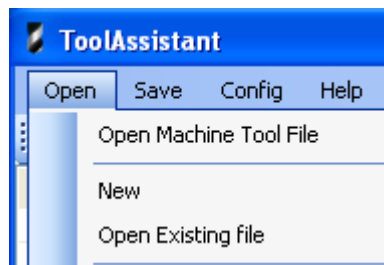 ToolAssistant
Open Save Config Help
Open Machine Tool File
New
Open Existing file